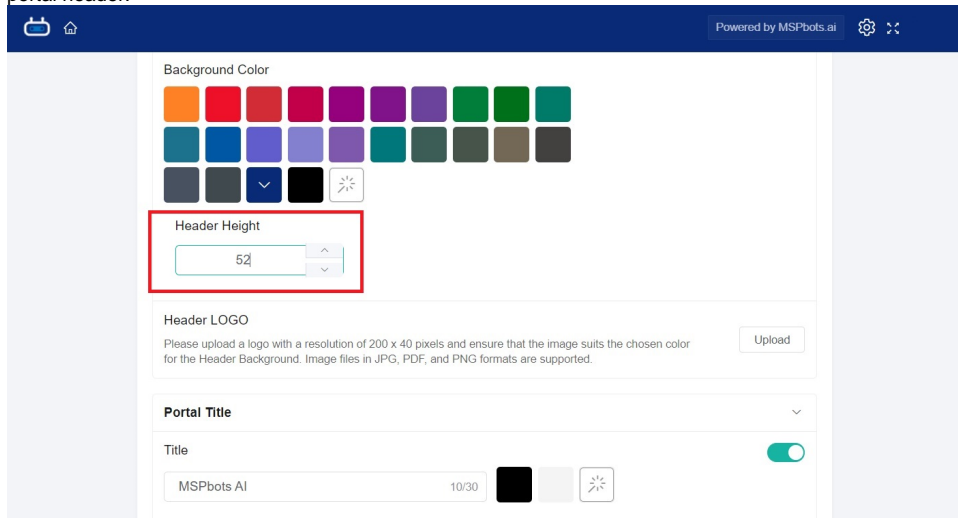 portal header.
Powered by MSPbots.ai
Background Color
Header Height
52
Header LOGO
Please upload a logo with a resolution of 200 x 40 pixels and ensure that the image suits the chosen color
for the Header Background. Image files in JPG, PDF, and PNG formats are supported.
Upload
Portal Title
Title
MSPbots AI
10/30